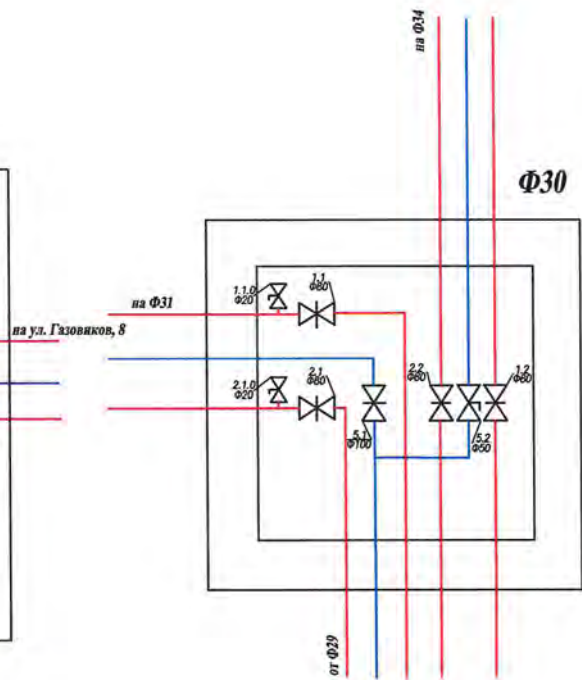 на Ф34
Ф30
1.1.0
Ф20
1.1
Ф80
на Ф31
на ул. Газовиков, 8
2.1.0
Ф20
2.1
Ф80
2.2
Ф80
1.2
Ф80
5.1
Ф100
5.2
Ф50
от Ф29